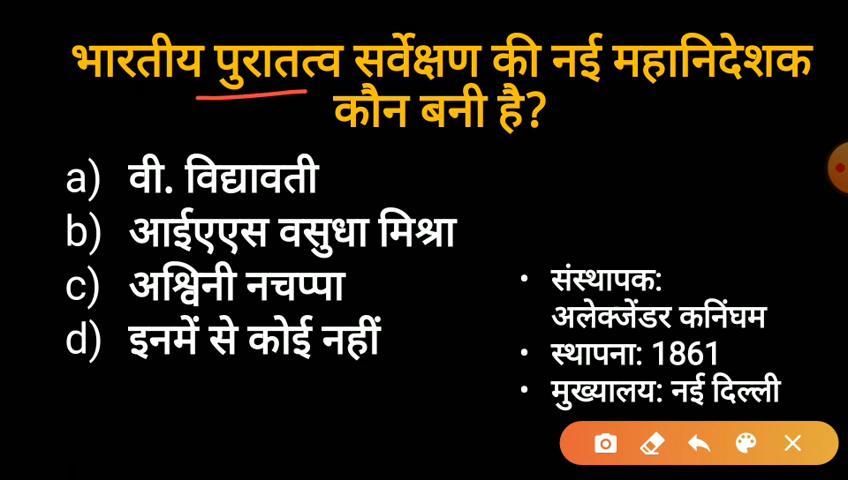 भारतीय पुरातत्व सर्वेक्षण की नई महानिदेशक
कौन बनी है?
a) वी. विद्यावती
b) आईएएस वसुधा मिश्रा
c) अश्विनी नचप्पा
d) इनमें से कोई नहीं
• संस्थापक:
अलेक्जेंडर कनिंघम
• स्थापना: 1861
• मुख्यालय: नई दिल्ली